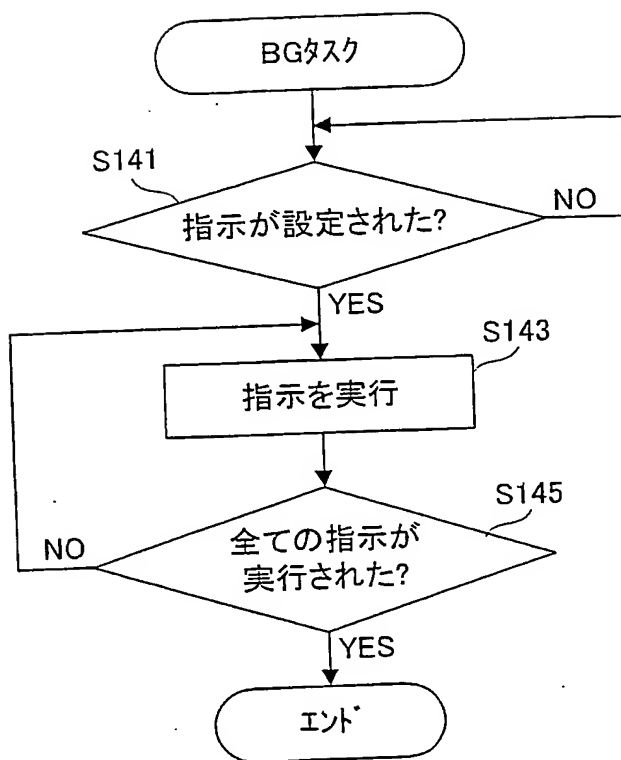 BGﾀｽｸ
S141
指示が設定された?
NO
YES
S143
指示を実行
S145
全ての指示が
実行された?
NO
YES
ｴﾝﾄﾞ